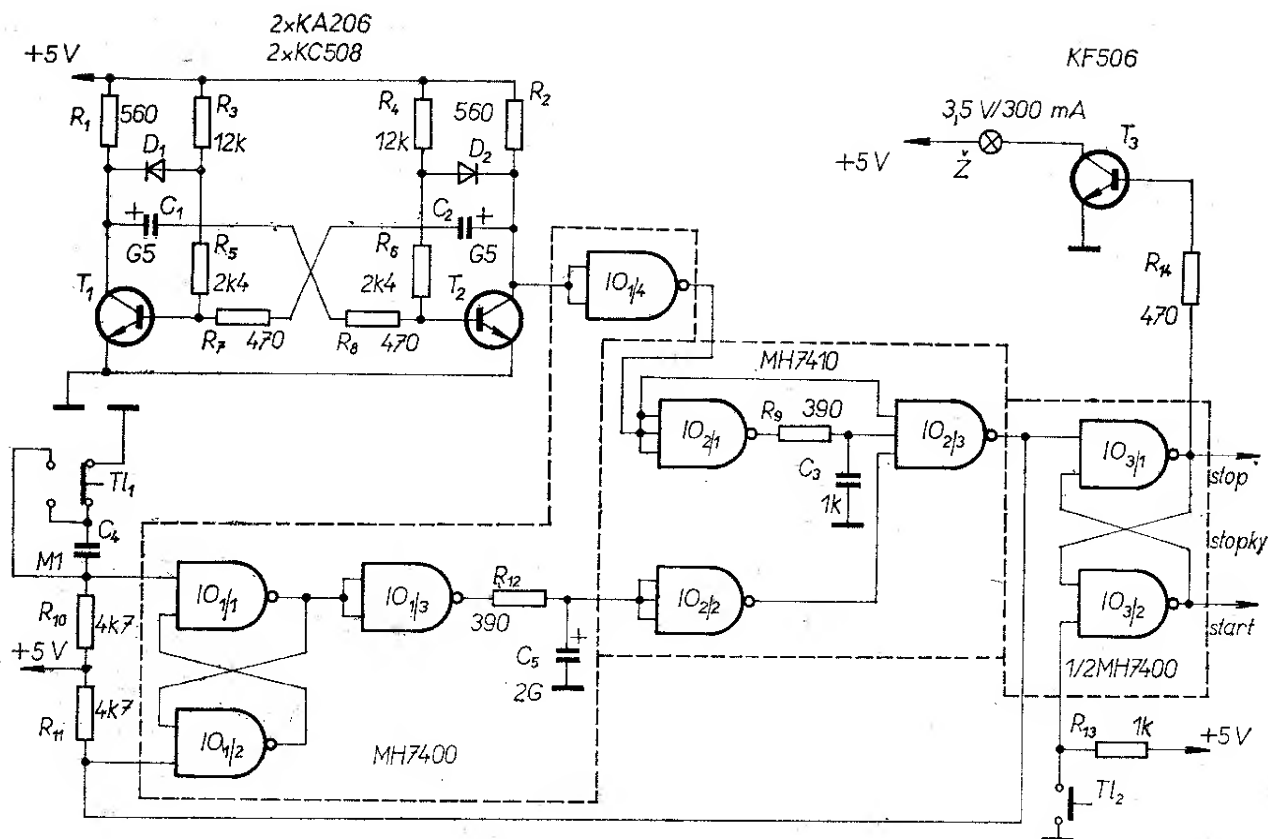 2xKA206
2xKC508
+5V
KF506
R1
560
R3
12k
R4
12k
560
R2
3,5 V/300 mA
+5V
Ž
T3
D1
D2
+
C1
G5
C2
+
G5
R5
2k4
R6
2k4
T1
T2
R7
470
R8
470
IO1/4
R14
470
MH7410
IO2/1
R9
390
C3
1k
IO2/3
IO3/1
stop
Tl1
C4
M1
stopky
IO1/1
IO1/3
R12
390
IO2/2
IO3/2
start
R10
4k7
+5V
C5
+
2G
1/2MH7400
R11
4k7
IO1/2
MH7400
R13
1k
+5V
Tl2